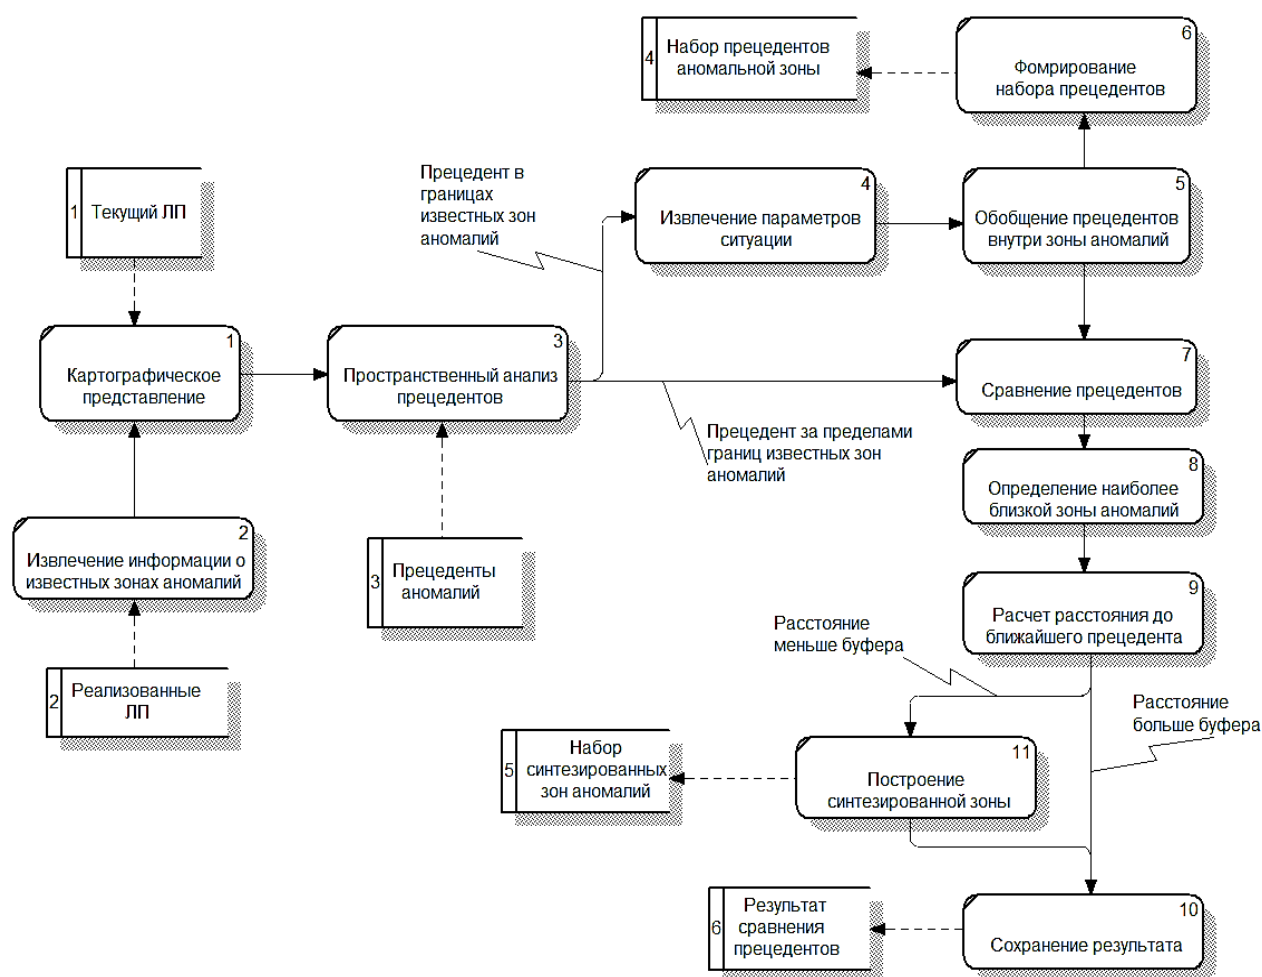 4
Набор прецедентов
аномальной зоны
6
Фомрирование
набора прецедентов
1
Текущий ЛП
Прецедент в
границах
известных зон
аномалий
4
Извлечение параметров
ситуации
5
Обобщение прецедентов
внутри зоны аномалий
1
Картографическое
представление
3
Пространственный анализ
прецедентов
7
Сравнение прецедентов
Прецедент за пределами
границ известных зон
аномалий
8
Определение наиболее
близкой зоны аномалий
2
Извлечение информации о
известных зонах аномалий
3
Прецеденты
аномалий
9
Расчет расстояния до
ближайшего прецедента
Расстояние
меньше буфера
2
Реализованные
ЛП
Расстояние
больше буфера
5
Набор
синтезированных
зон аномалий
11
Построение
синтезированной зоны
6
Результат
сравнения
прецедентов
10
Сохранение результата